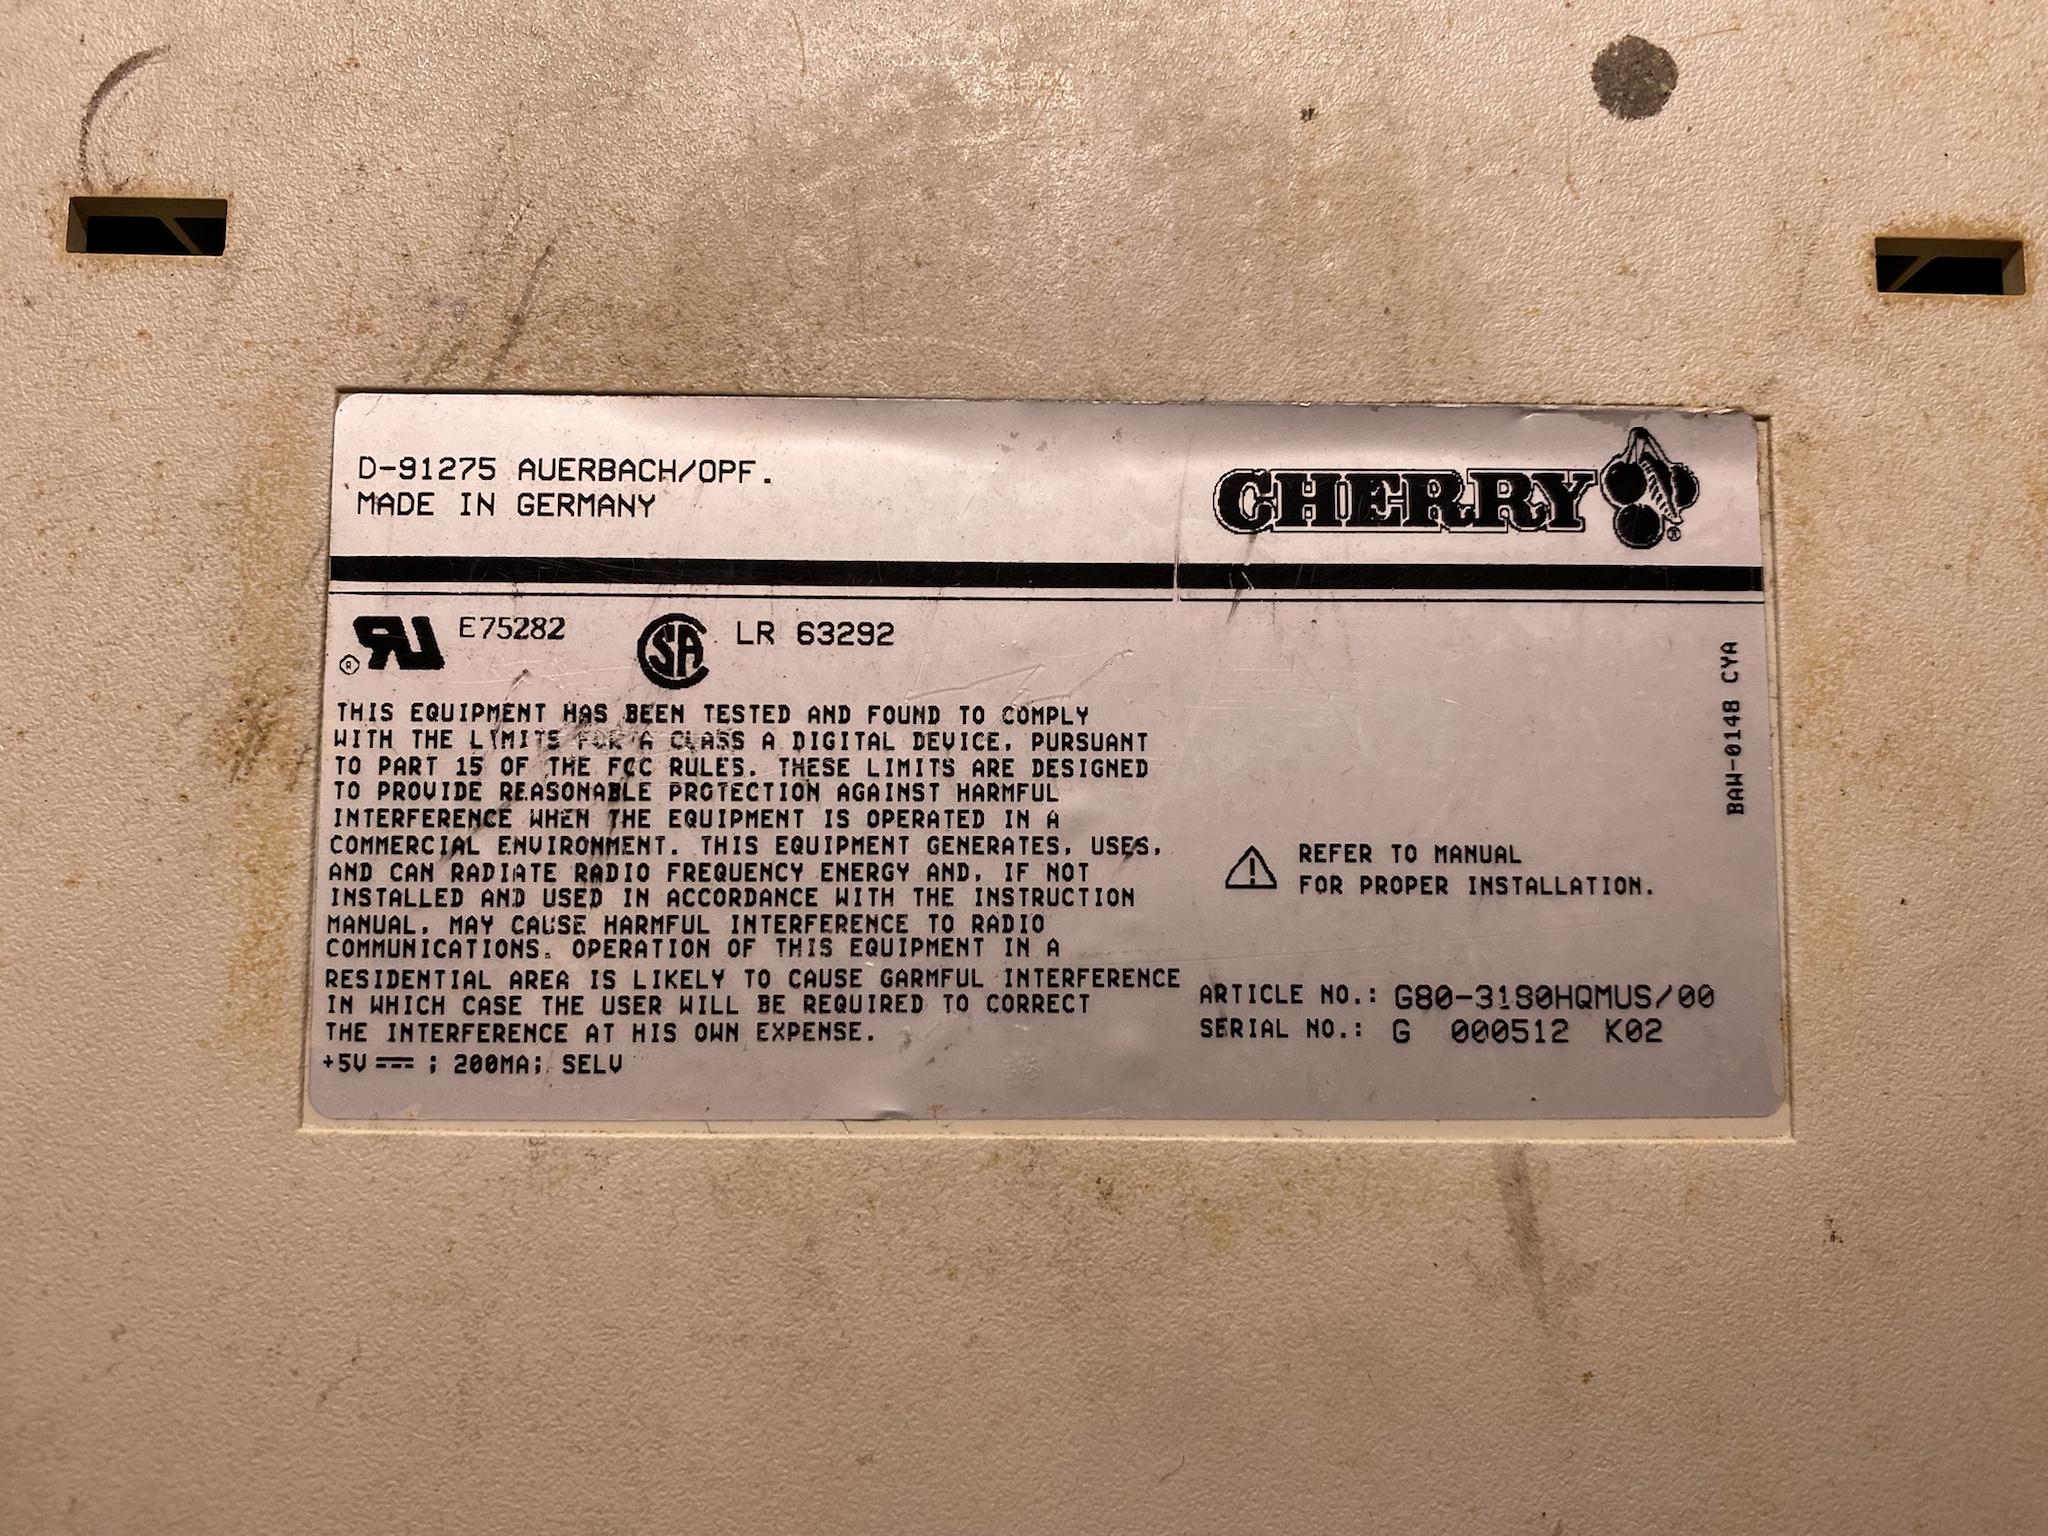 D-91275 AUERBACH/OPF.
MADE IN GERMANY
CHERRY
®
E75282
SA
LR 63292
®
THIS EQUIPMENT HAS BEEN TESTED AND FOUND TO COMPLY
WITH THE LIMITS FOR A CLASS A DIGITAL DEVICE, PURSUANT
TO PART 15 OF THE FCC RULES. THESE LIMITS ARE DESIGNED
TO PROVIDE REASONABLE PROTECTION AGAINST HARMFUL
INTERFERENCE WHEN THE EQUIPMENT IS OPERATED IN A
COMMERCIAL ENVIRONMENT. THIS EQUIPMENT GENERATES, USES,
AND CAN RADIATE RADIO FREQUENCY ENERGY AND, IF NOT
INSTALLED AND USED IN ACCORDANCE WITH THE INSTRUCTION
MANUAL, MAY CAUSE HARMFUL INTERFERENCE TO RADIO
COMMUNICATIONS. OPERATION OF THIS EQUIPMENT IN A
RESIDENTIAL AREA IS LIKELY TO CAUSE GARMFUL INTERFERENCE
IN WHICH CASE THE USER WILL BE REQUIRED TO CORRECT
THE INTERFERENCE AT HIS OWN EXPENSE.
+5V ⎓ ; 200MA; SELV
BAW-0148 CYA
REFER TO MANUAL
FOR PROPER INSTALLATION.
ARTICLE NO.: G80-3190HQMUS/00
SERIAL NO.: G 000512 K02